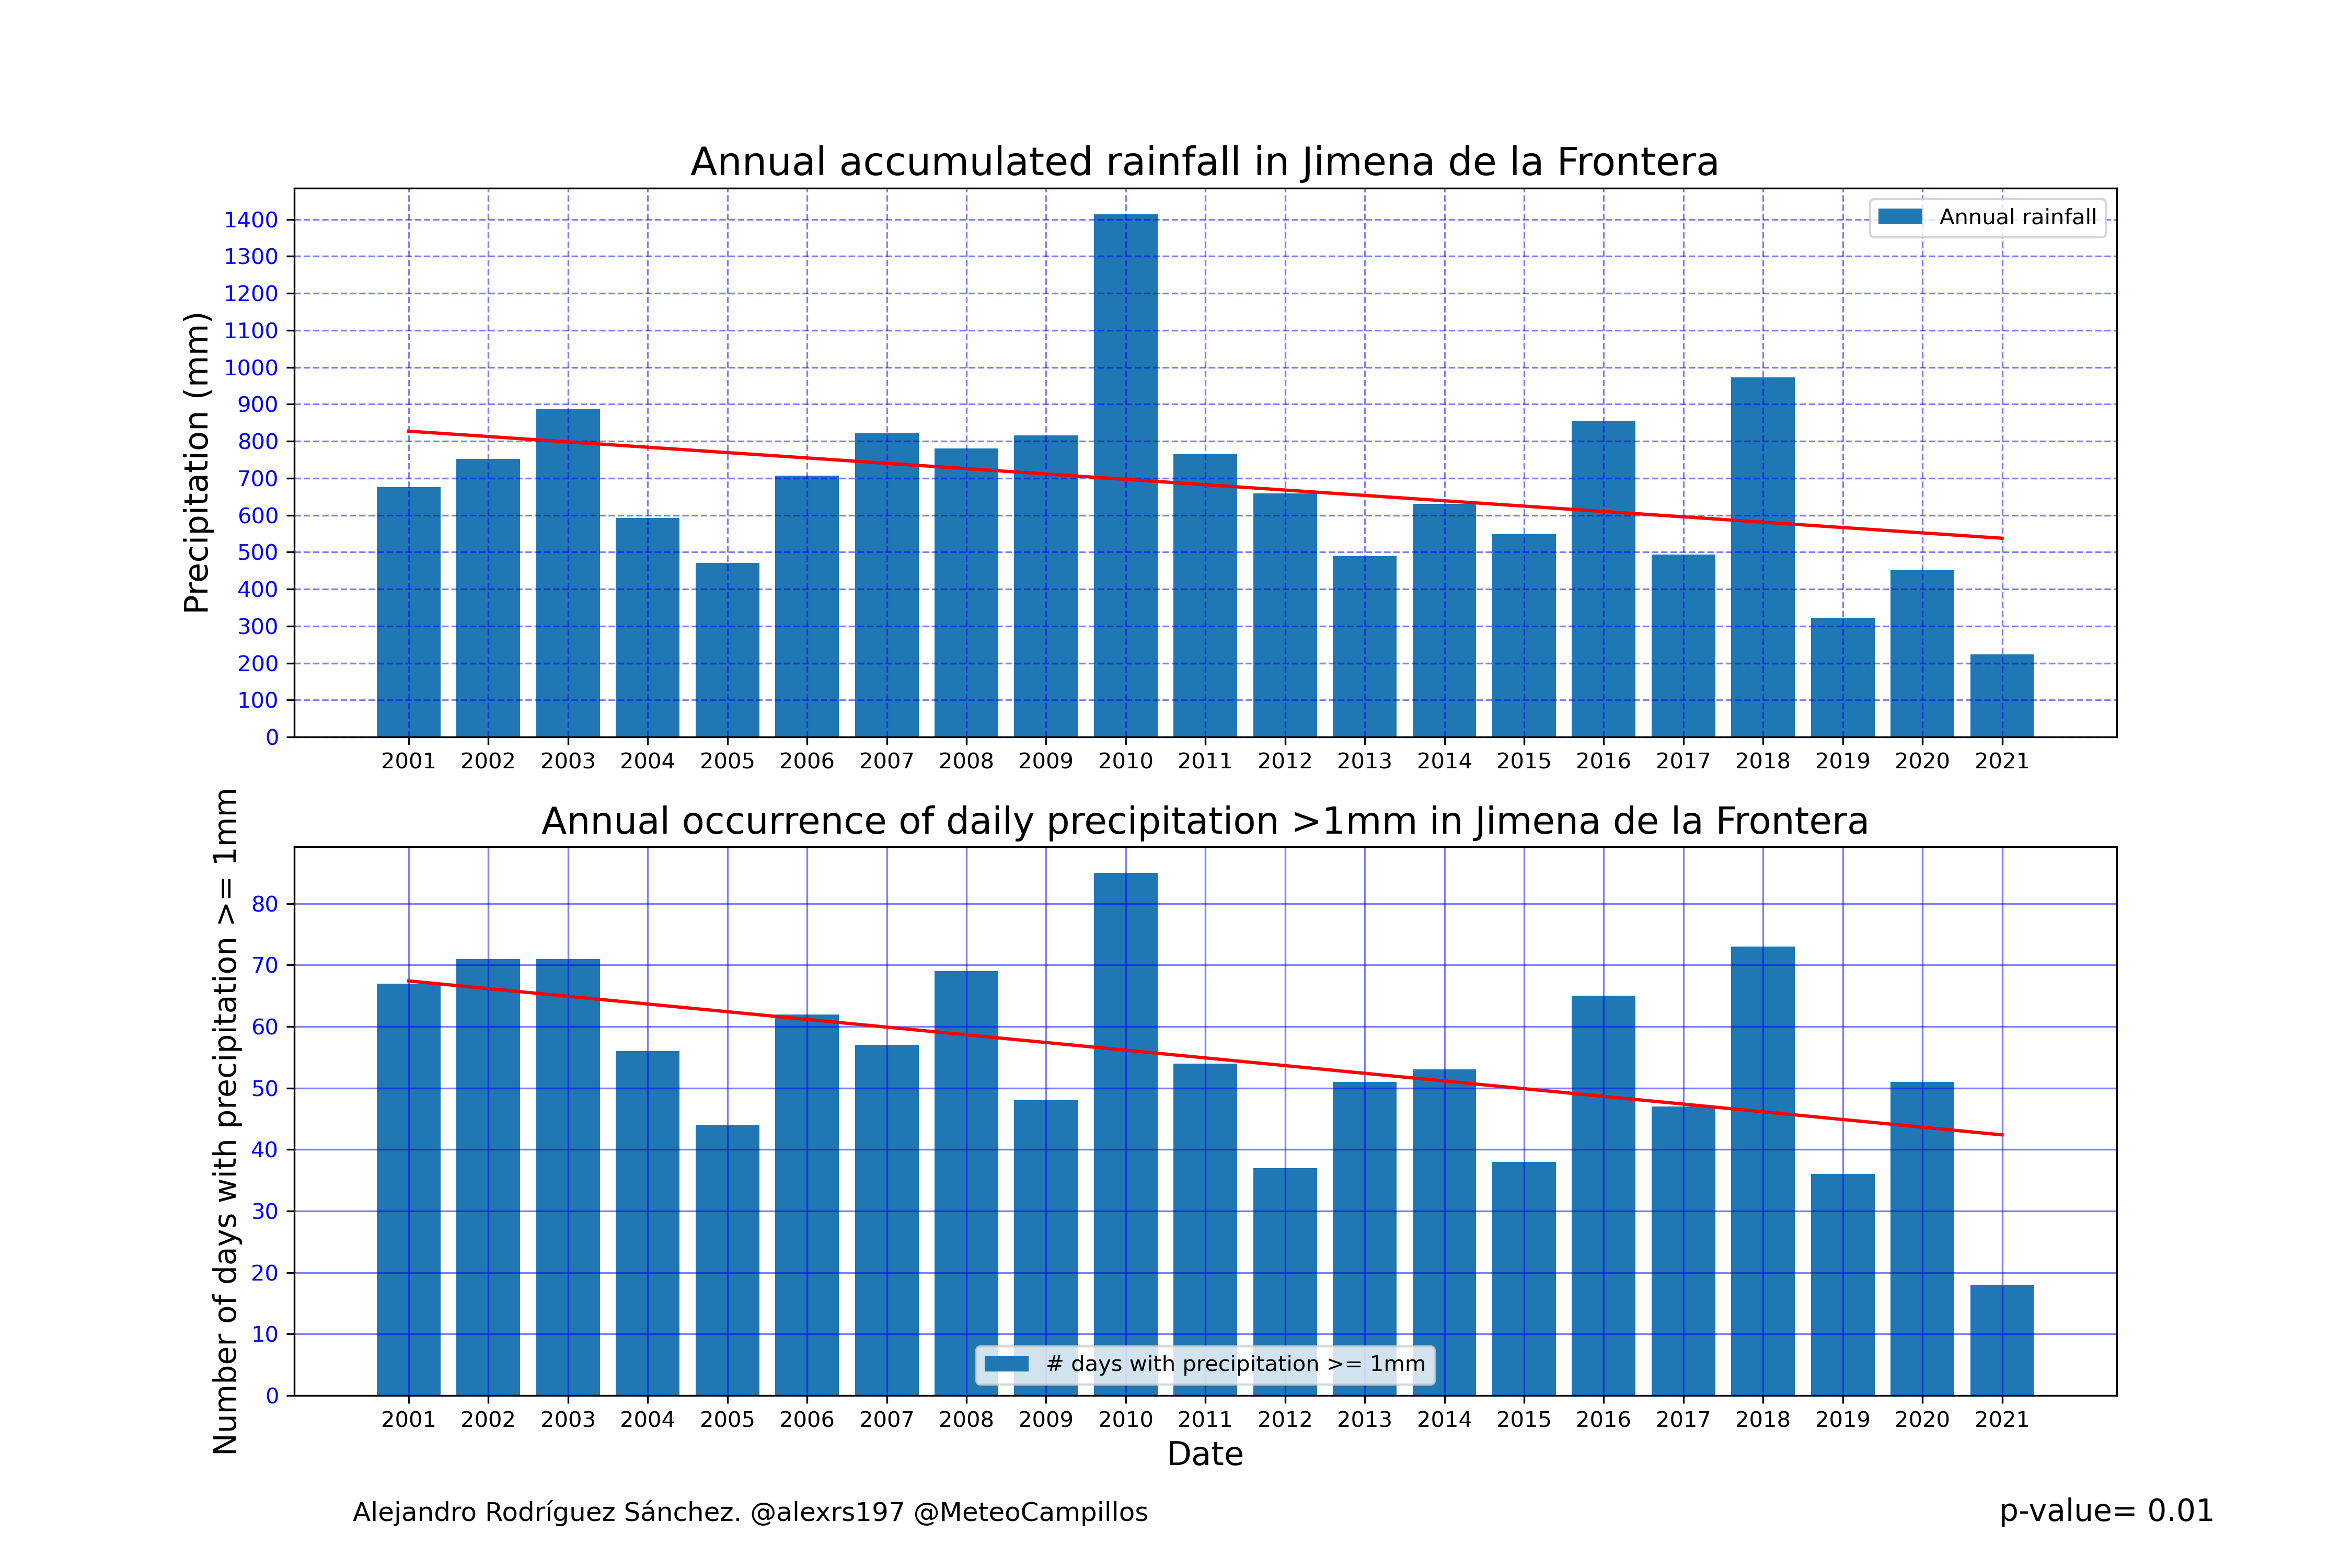 Annual accumulated rainfall in Jimena de la Frontera
Precipitation (mm)
1400
1300
1200
1100
1000
900
800
700
600
500
400
300
200
100
0
Annual rainfall
2001 2002 2003 2004 2005 2006 2007 2008 2009 2010 2011 2012 2013 2014 2015 2016 2017 2018 2019 2020 2021
Annual occurrence of daily precipitation >1mm in Jimena de la Frontera
Number of days with precipitation >= 1mm
80
70
60
50
40
30
20
10
0
# days with precipitation >= 1mm
2001 2002 2003 2004 2005 2006 2007 2008 2009 2010 2011 2012 2013 2014 2015 2016 2017 2018 2019 2020 2021
Date
Alejandro Rodríguez Sánchez. @alexrs197 @MeteoCampillos
p-value= 0.01